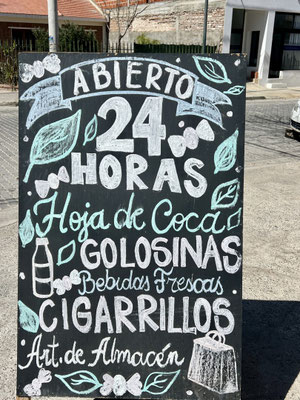 ABIERTO
24
HORAS
Hoja de Coca
GOLOSINAS
Bebidas Frescas
CIGARRILLOS
Art. de Almacén